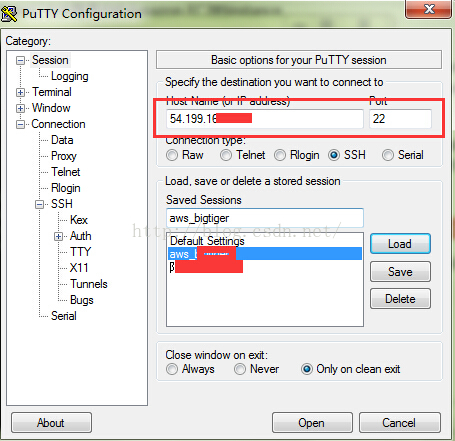 PuTTY Configuration
Category:
Session
Logging
Terminal
Window
Connection
Data
Proxy
Telnet
Rlogin
SSH
Kex
Auth
TTY
X11
Tunnels
Bugs
Serial
Basic options for your PuTTY session
Specify the destination you want to connect to
Host Name (or IP address) Port
54.199.16 22
Connection type:
Raw Telnet Rlogin SSH Serial
Load, save or delete a stored session
Saved Sessions
aws_bigtiger
http://blog.csdn.net/
Default Settings
Load
Save
Delete
Close window on exit:
Always Never Only on clean exit
About Open Cancel